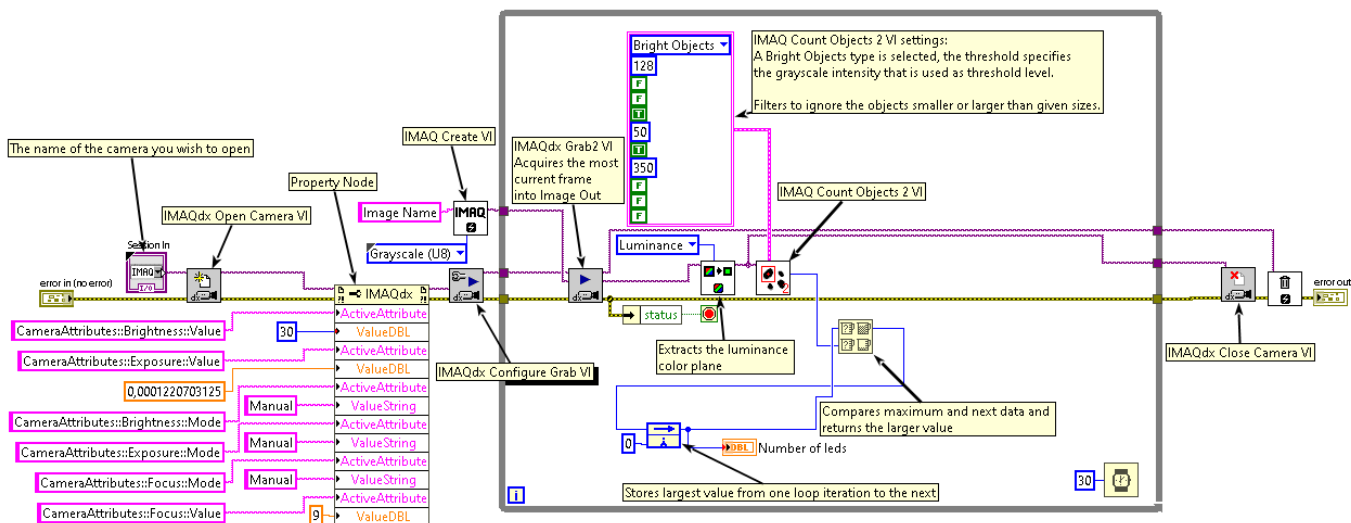 The name of the camera you wish to open
IMAQdx Open Camera VI
Session In
IMAQ
I/O
error in (no error)
Property Node
IMAQdx
ActiveAttribute
ValueDBL
ActiveAttribute
ValueDBL
ActiveAttribute
ValueString
ActiveAttribute
ValueString
ActiveAttribute
ValueString
ActiveAttribute
ValueDBL
CameraAttributes::Brightness::Value
30
CameraAttributes::Exposure::Value
0,0001220703125
CameraAttributes::Brightness::Mode
Manual
CameraAttributes::Exposure::Mode
Manual
CameraAttributes::Focus::Mode
Manual
CameraAttributes::Focus::Value
9
IMAQ Create VI
Image Name
IMAQ
Grayscale (U8)
dx
IMAQdx Configure Grab VI
IMAQdx Grab2 VI
Acquires the most
current frame
into Image Out
dx
status
Bright Objects
128
F
F
T
50
T
350
F
F
F
IMAQ Count Objects 2 VI settings:
A Bright Objects type is selected, the threshold specifies
the grayscale intensity that is used as threshold level.
Filters to ignore the objects smaller or larger than given sizes.
IMAQ Count Objects 2 VI
Luminance
2
Extracts the luminance
color plane
Compares maximum and next data and
returns the larger value
0
DBL
Number of leds
Stores largest value from one loop iteration to the next
i
30
dx
IMAQdx Close Camera VI
error out